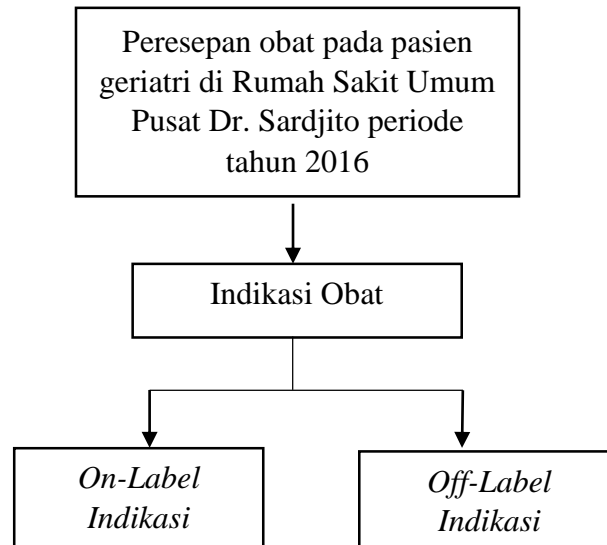 Peresepan obat pada pasien
geriatri di Rumah Sakit Umum
Pusat Dr. Sardjito periode
tahun 2016
Indikasi Obat
On-Label
Indikasi
Off-Label
Indikasi